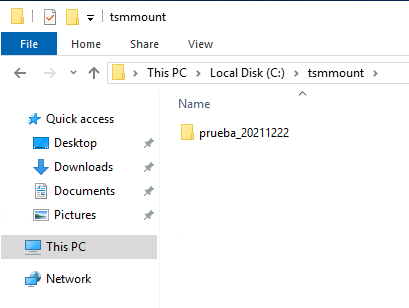 tsmmount
File Home Share View
This PC > Local Disk (C:) > tsmmount >
Name
Quick access
Desktop
Downloads
Documents
Pictures
This PC
Network
prueba_20211222